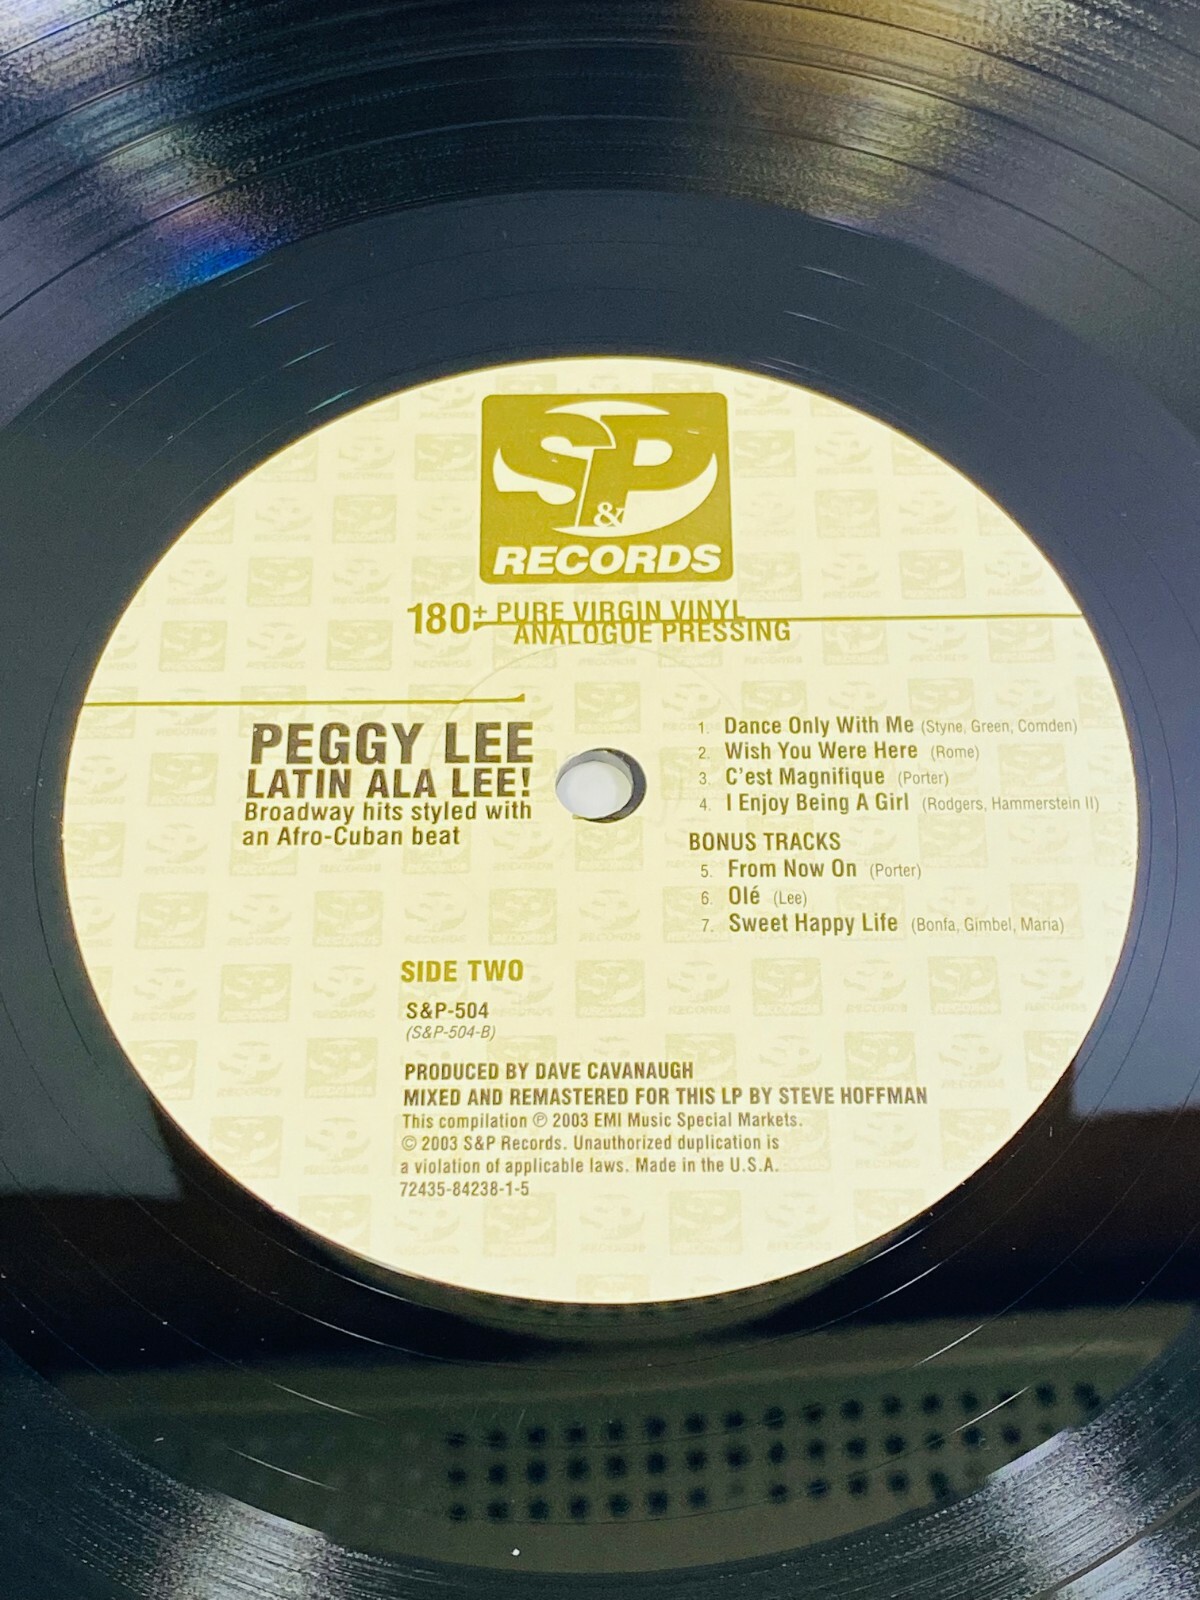 S&P
RECORDS
180+ PURE VIRGIN VINYL
ANALOGUE PRESSING
PEGGY LEE
LATIN ALA LEE!
Broadway hits styled with
an Afro-Cuban beat
1. Dance Only With Me (Styne, Green, Comden)
2. Wish You Were Here (Rome)
3. C'est Magnifique (Porter)
4. I Enjoy Being A Girl (Rodgers, Hammerstein II)
BONUS TRACKS
5. From Now On (Porter)
6. Olé (Lee)
7. Sweet Happy Life (Bonfa, Gimbel, Maria)
SIDE TWO
S&P-504
(S&P-504-B)
PRODUCED BY DAVE CAVANAUGH
MIXED AND REMASTERED FOR THIS LP BY STEVE HOFFMAN
This compilation ℗ 2003 EMI Music Special Markets.
© 2003 S&P Records. Unauthorized duplication is
a violation of applicable laws. Made in the U.S.A.
72435-84238-1-5